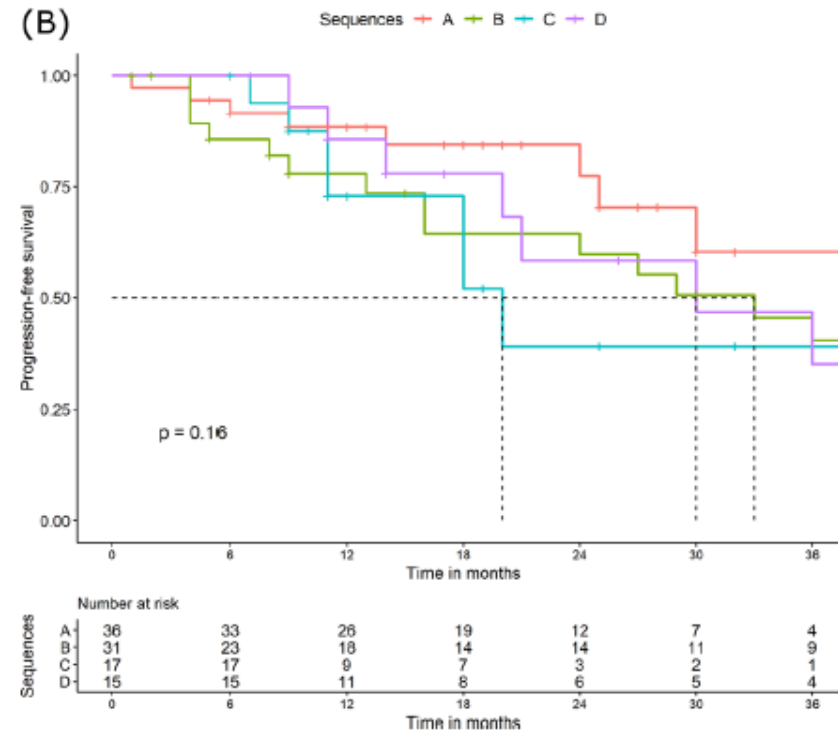 (B)
Sequences A B C D
1.00
0.75
0.50
0.25
0.00
Progression-free survival
p = 0.16
0 6 12 18 24 30 36
Time in months
Number at risk
Sequences
A 36 33 26 19 12 7 4
B 31 23 18 14 14 11 9
C 17 17 9 7 3 2 1
D 15 15 11 8 6 5 4
0 6 12 18 24 30 36
Time in months